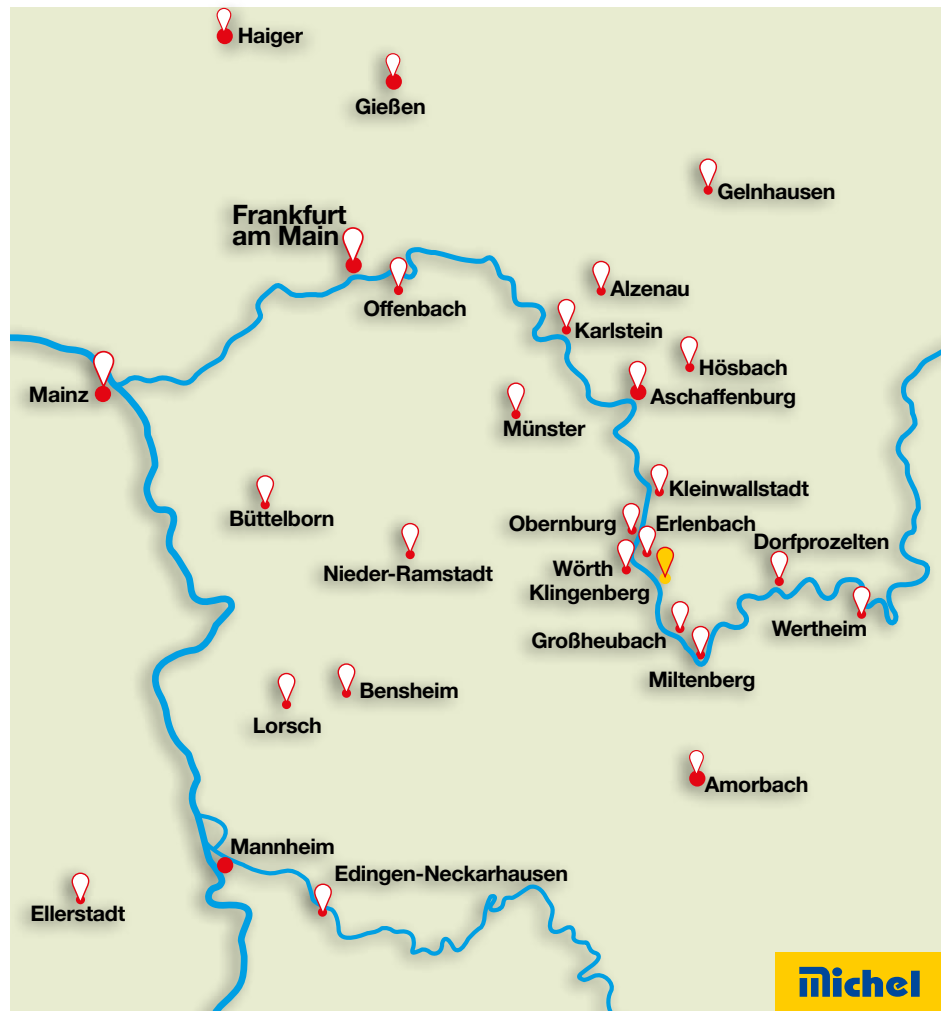 Haiger
Gießen
Gelnhausen
Frankfurt
am Main
Alzenau
Offenbach
Karlstein
Hösbach
Mainz
Aschaffenburg
Münster
Kleinwallstadt
Büttelborn
Obernburg
Erlenbach
Dorfprozelten
Nieder-Ramstadt
Wörth
Klingenberg
Wertheim
Großheubach
Miltenberg
Bensheim
Lorsch
Amorbach
Mannheim
Edingen-Neckarhausen
Ellerstadt
Michel